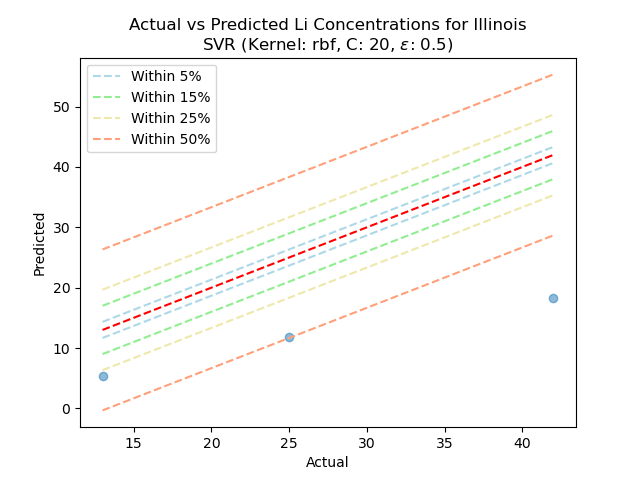 Actual vs Predicted Li Concentrations for Illinois
SVR (Kernel: rbf, C: 20, ε: 0.5)
Within 5%
Within 15%
Within 25%
Within 50%
Predicted
50
40
30
20
10
0
15 20 25 30 35 40
Actual